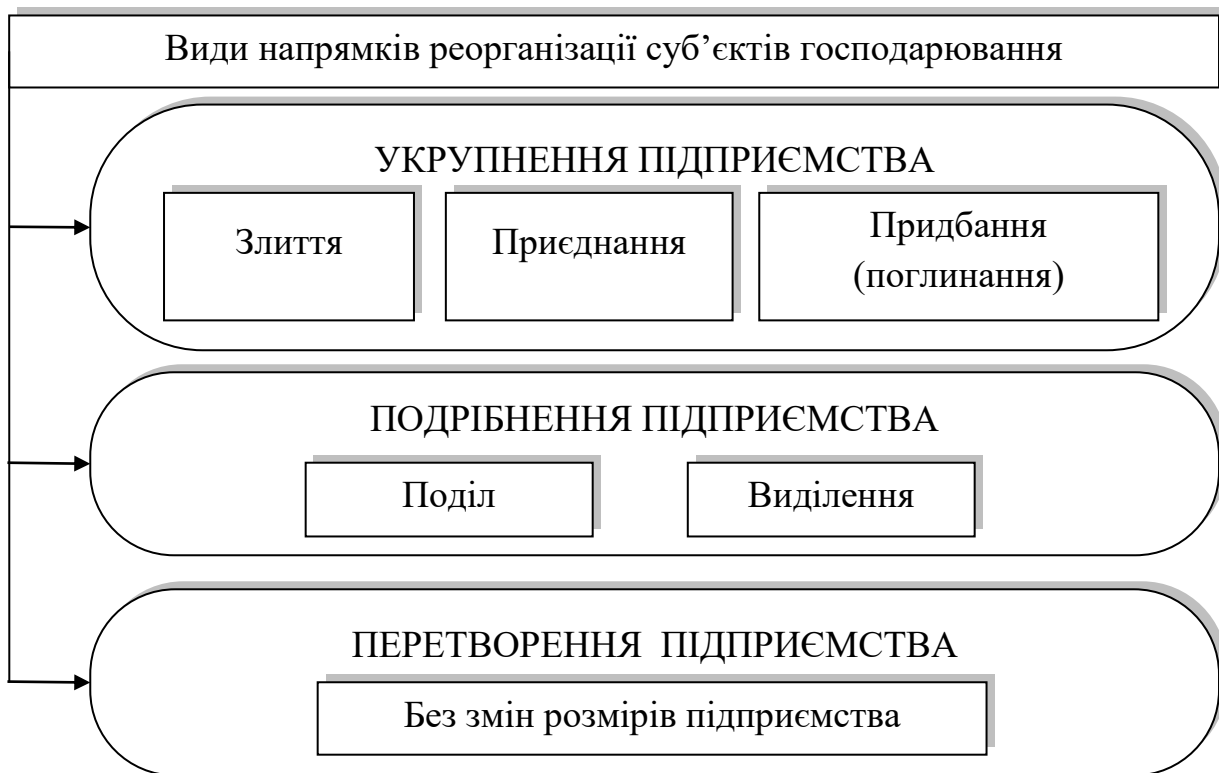 Види напрямків реорганізації суб’єктів господарювання
УКРУПНЕННЯ ПІДПРИЄМСТВА
Злиття
Приєднання
Придбання
(поглинання)
ПОДРІБНЕННЯ ПІДПРИЄМСТВА
Поділ
Виділення
ПЕРЕТВОРЕННЯ ПІДПРИЄМСТВА
Без змін розмірів підприємства